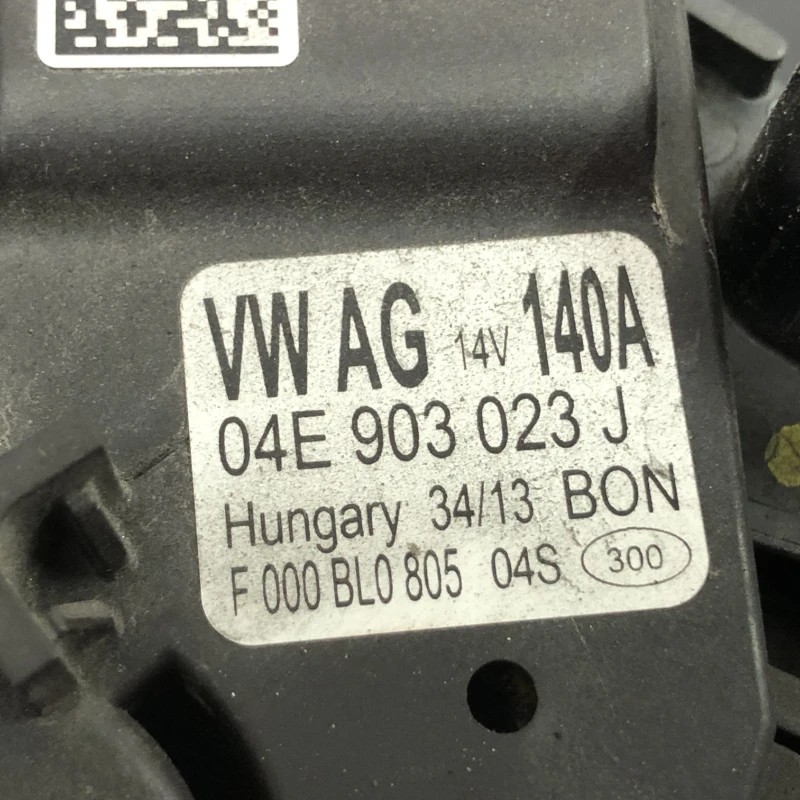 VW AG 14V 140A
04E 903 023 J
Hungary 34/13 BON
F 000 BL0 805 04S 300